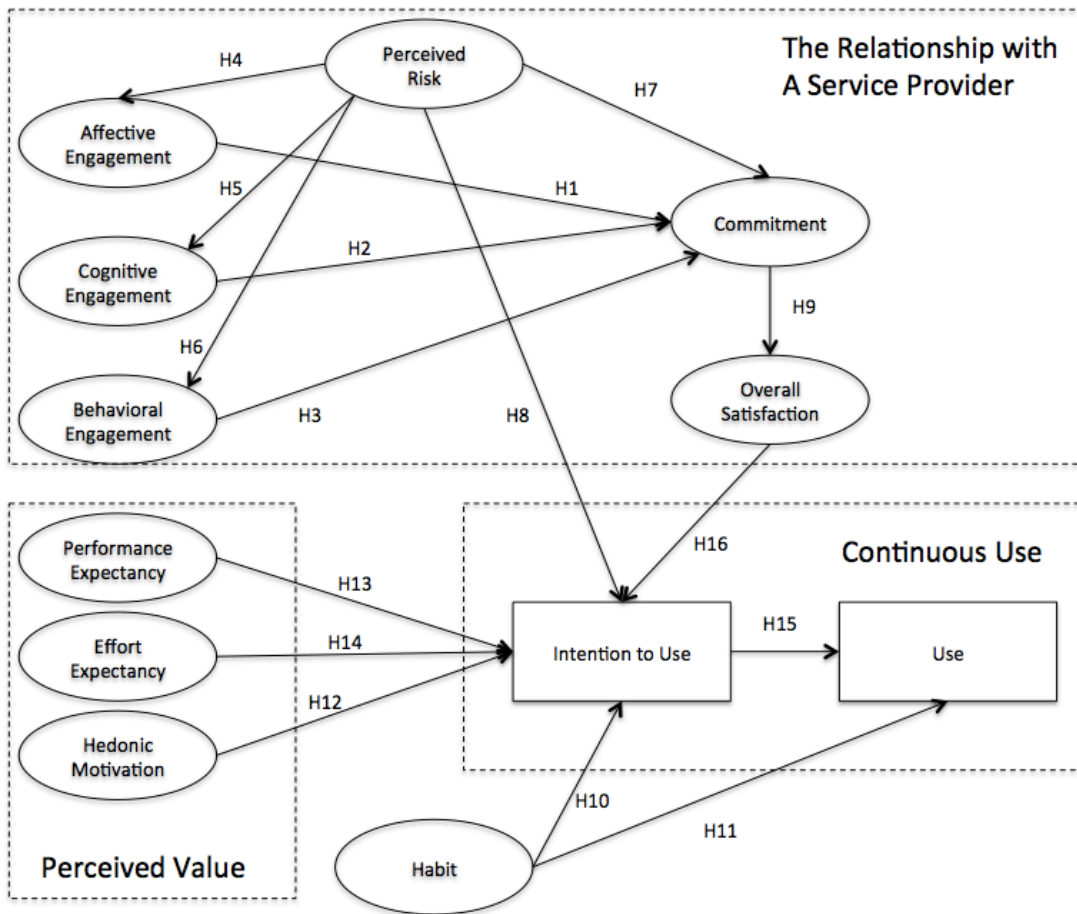 Perceived
Risk
The Relationship with
A Service Provider
H4
H7
Affective
Engagement
H5
H1
Commitment
H2
Cognitive
Engagement
H9
H6
Overall
Satisfaction
Behavioral
Engagement
H3
H8
Performance
Expectancy
H16
Continuous Use
H13
Effort
Expectancy
H14
Intention to Use
H15
Use
H12
Hedonic
Motivation
H10
H11
Perceived Value
Habit